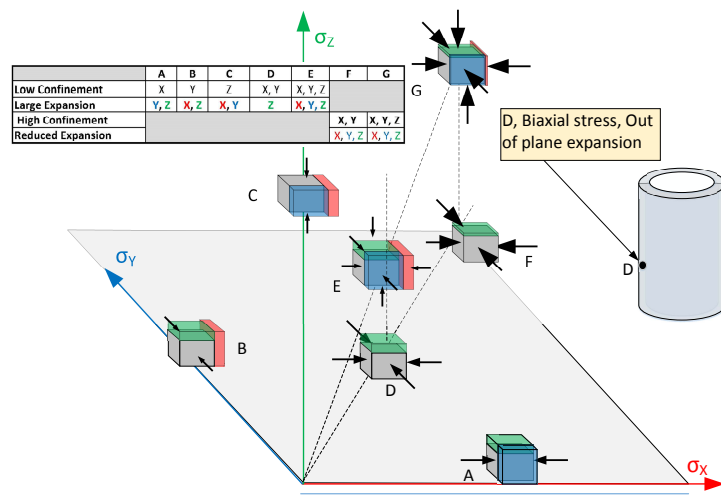 σZ
A B C D E F G
Low Confinement X Y Z X, Y X, Y, Z
Large Expansion Y, Z X, Z X, Y Z X, Y, Z
High Confinement X, Y X, Y, Z
Reduced Expansion X, Y, Z X, Y, Z
G
D, Biaxial stress, Out
of plane expansion
C
σY
F
D
E
B
D
A
σX